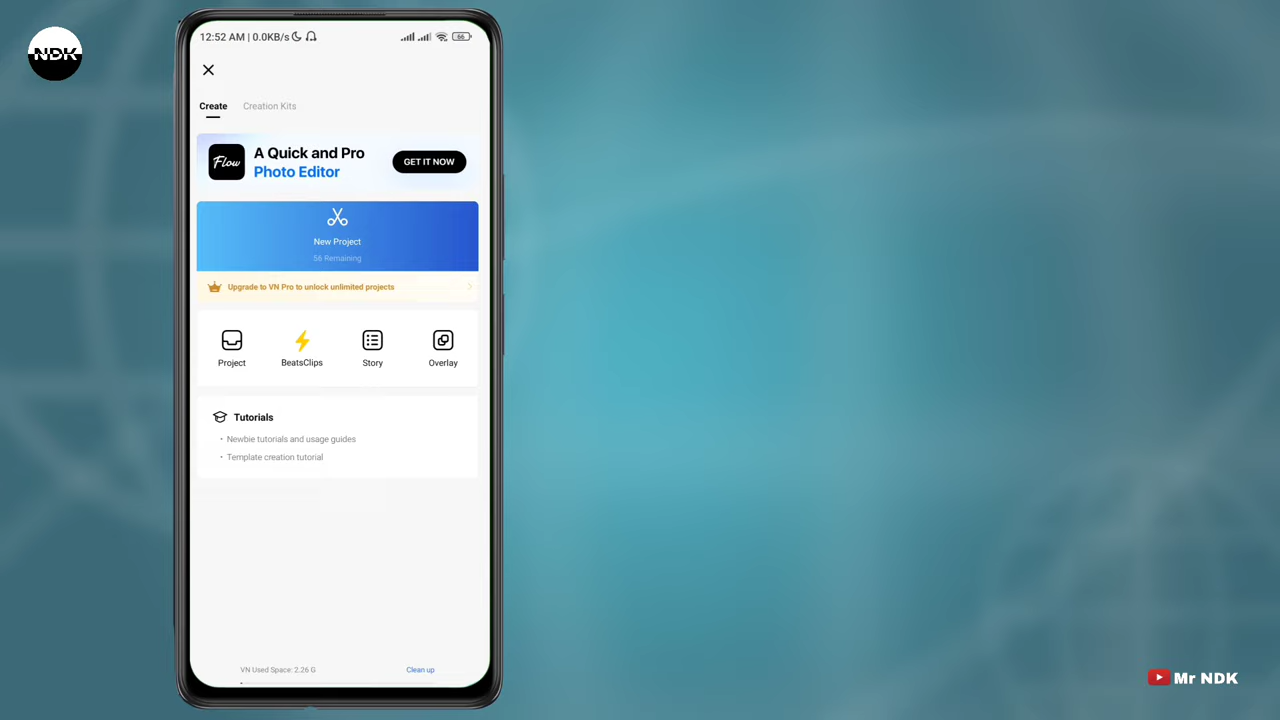 NDK
12:52 AM | 0.0KB/s
66
Create
Creation Kits
Flow
A Quick and Pro
Photo Editor
GET IT NOW
New Project
56 Remaining
Upgrade to VN Pro to unlock unlimited projects
Project
BeatsClips
Story
Overlay
Tutorials
• Newbie tutorials and usage guides
• Template creation tutorial
VN Used Space: 2.26 G
Clean up
Mr NDK